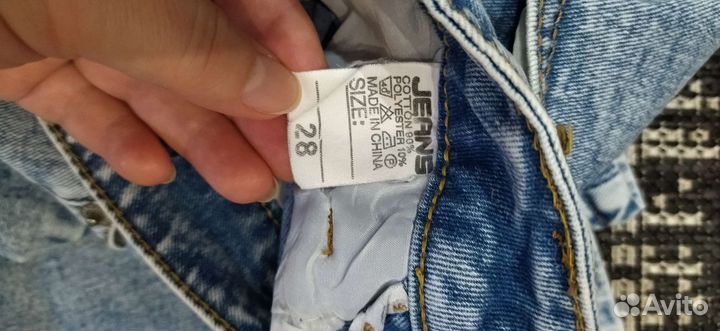 JEANS
COTTON 90%
POLYESTER 10%
MADE IN CHINA
SIZE:
28
Avito